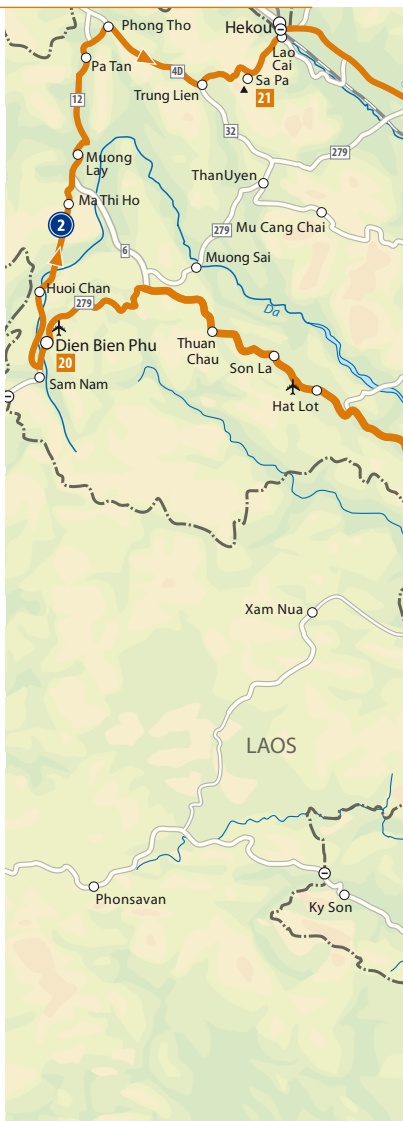 Phong Tho
Hekou
Lao
Cai
Pa Tan
4D
Sa Pa
Trung Lien
21
12
32
279
Muong
Lay
ThanUyen
Ma Thi Ho
2
Mu Cang Chai
279
6
Muong Sai
Huoi Chan
279
Da
Dien Bien Phu
Thuan
Chau
20
Son La
Sam Nam
Hat Lot
Xam Nua
LAOS
Phonsavan
Ky Son